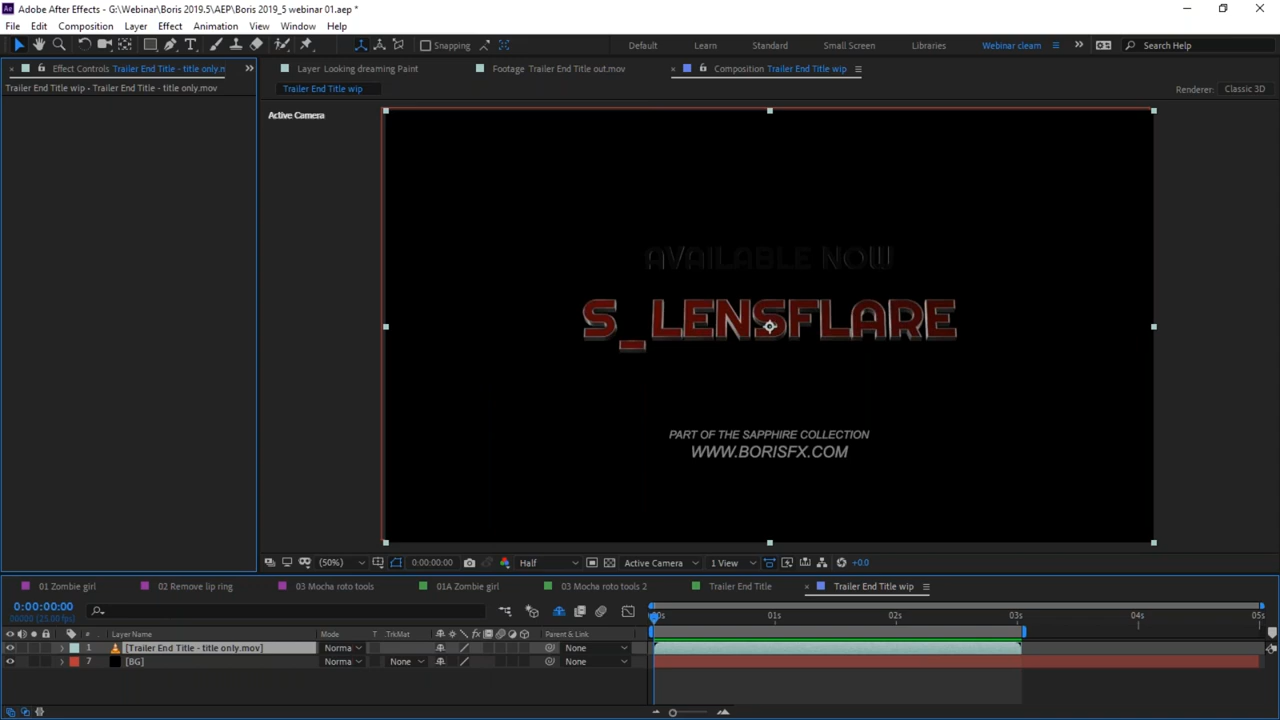 Adobe After Effects - G:\Webinar\Boris 2019.5\AEP\Boris 2019_5 webinar 01.aep *
File Edit Composition Layer Effect Animation View Window Help
Snapping Default Learn Standard Small Screen Libraries Webinar cleam Search Help
Effect Controls Trailer End Title - title only.n Layer Looking dreaming Paint Footage Trailer End Title out.mov Composition Trailer End Title wip
Trailer End Title wip • Trailer End Title - title only.mov Trailer End Title wip Renderer: Classic 3D
Active Camera
AVAILABLE NOW
S_LENSFLARE
PART OF THE SAPPHIRE COLLECTION
WWW.BORISFX.COM
(50%) 0:00:00:00 Half Active Camera 1 View +0.0
01 Zombie girl 02 Remove lip ring 03 Mocha roto tools 01A Zombie girl 03 Mocha roto tools 2 Trailer End Title Trailer End Title wip
0:00:00:00
00000 (25.00 fps)
:00s 01s 02s 03s 04s 05s
# Layer Name Mode T TrkMat fx Parent & Link
1 [Trailer End Title - title only.mov] Norma None
7 [BG] Norma None None